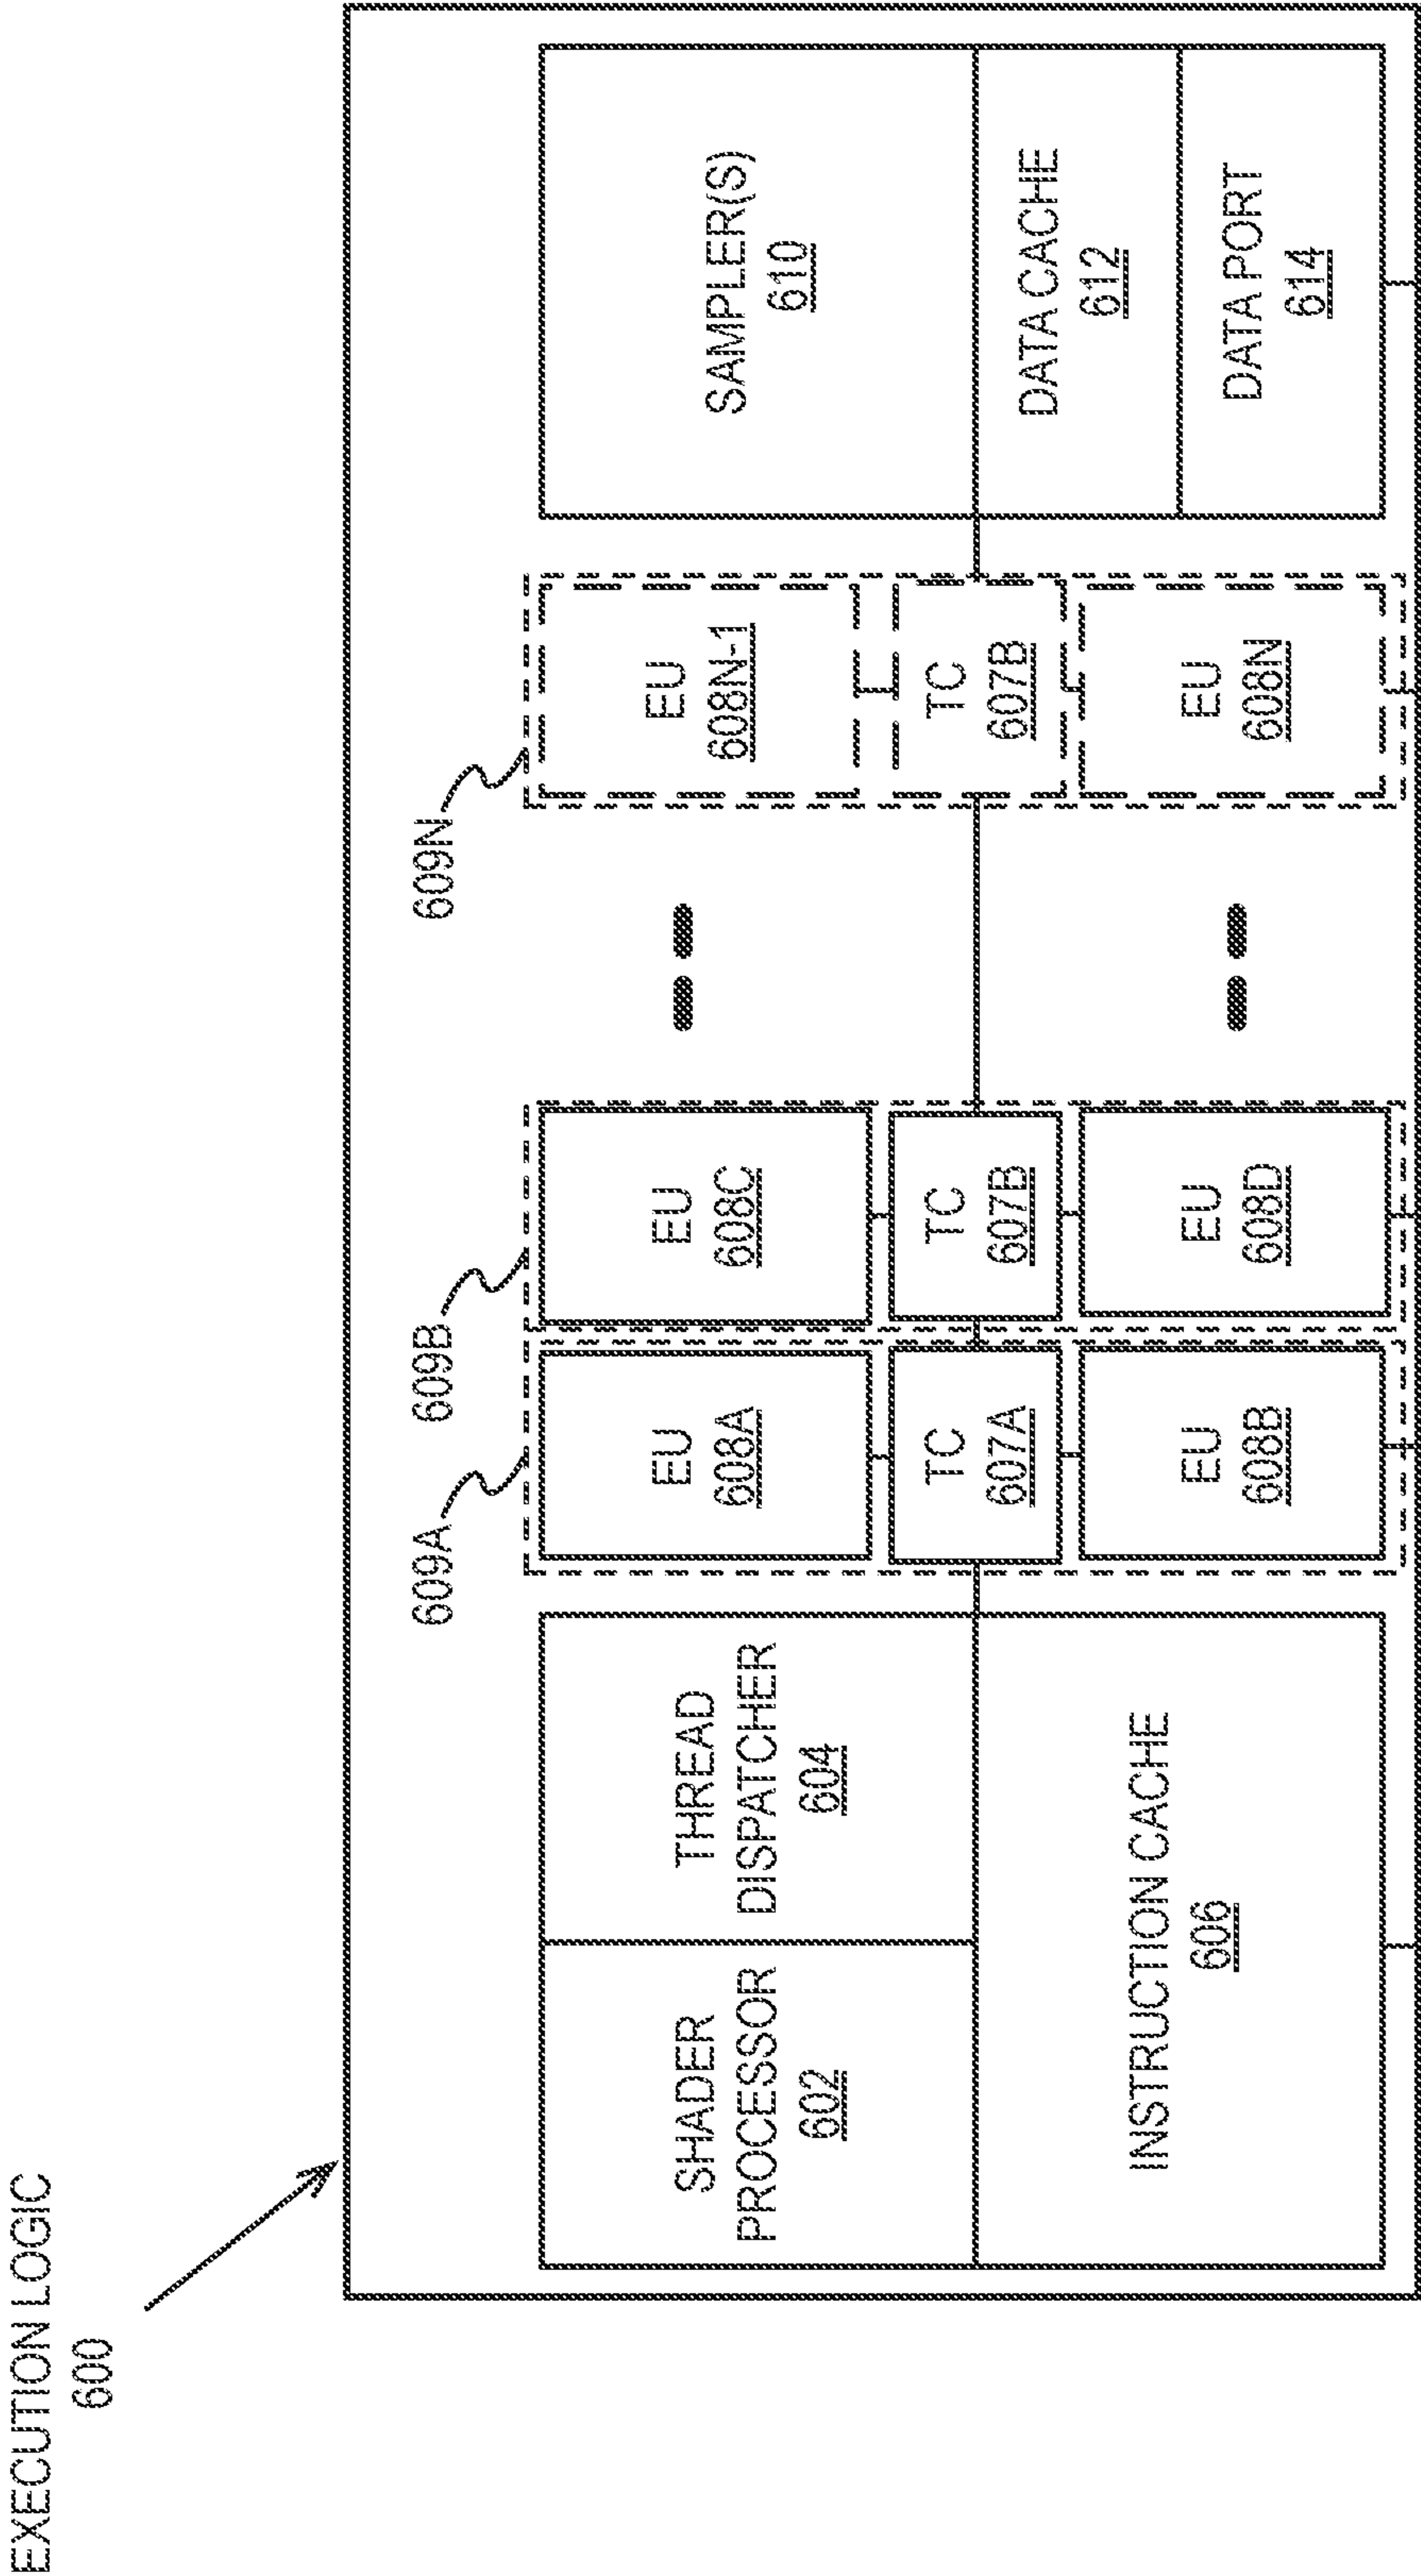 EXECUTION LOGIC
600
609A
609B
609N
SHADER
PROCESSOR
602
THREAD
DISPATCHER
604
INSTRUCTION CACHE
606
EU
608A
TC
607A
EU
608B
EU
608C
TC
607B
EU
608D
EU
608N-1
TC
607B
EU
608N
SAMPLER(S)
610
DATA CACHE
612
DATA PORT
614